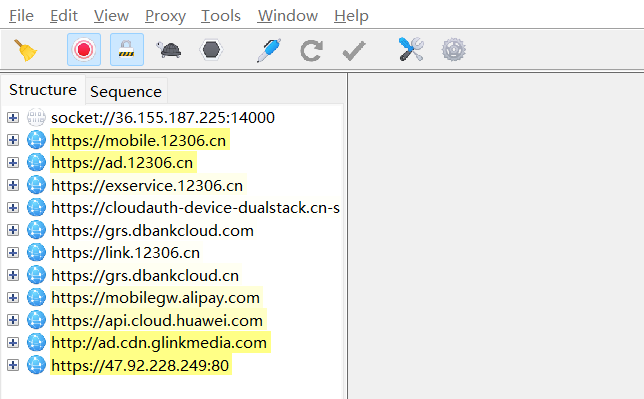 File Edit View Proxy Tools Window Help
Structure Sequence
socket://36.155.187.225:14000
https://mobile.12306.cn
https://ad.12306.cn
https://exservice.12306.cn
https://cloudauth-device-dualstack.cn-s
https://grs.dbankcloud.com
https://link.12306.cn
https://grs.dbankcloud.cn
https://mobilegw.alipay.com
https://api.cloud.huawei.com
http://ad.cdn.glinkmedia.com
https://47.92.228.249:80